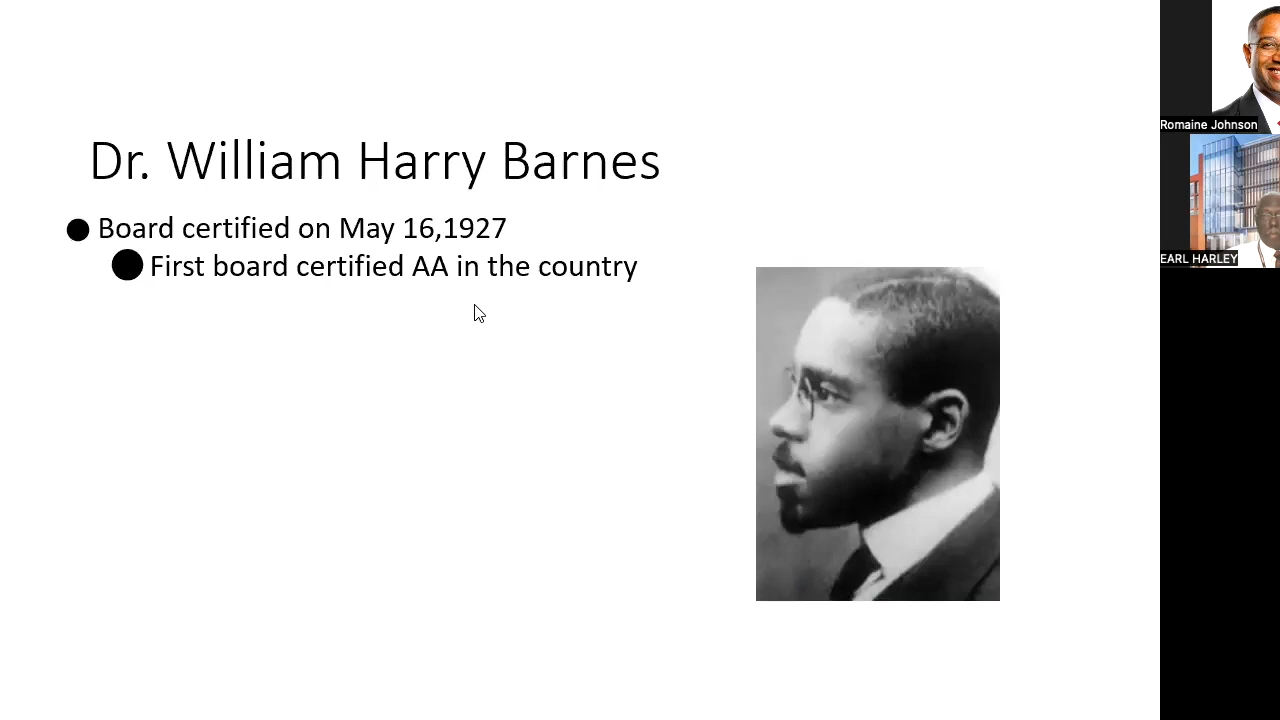 Dr. William Harry Barnes
Board certified on May 16,1927
First board certified AA in the country
Romaine Johnson
EARL HARLEY